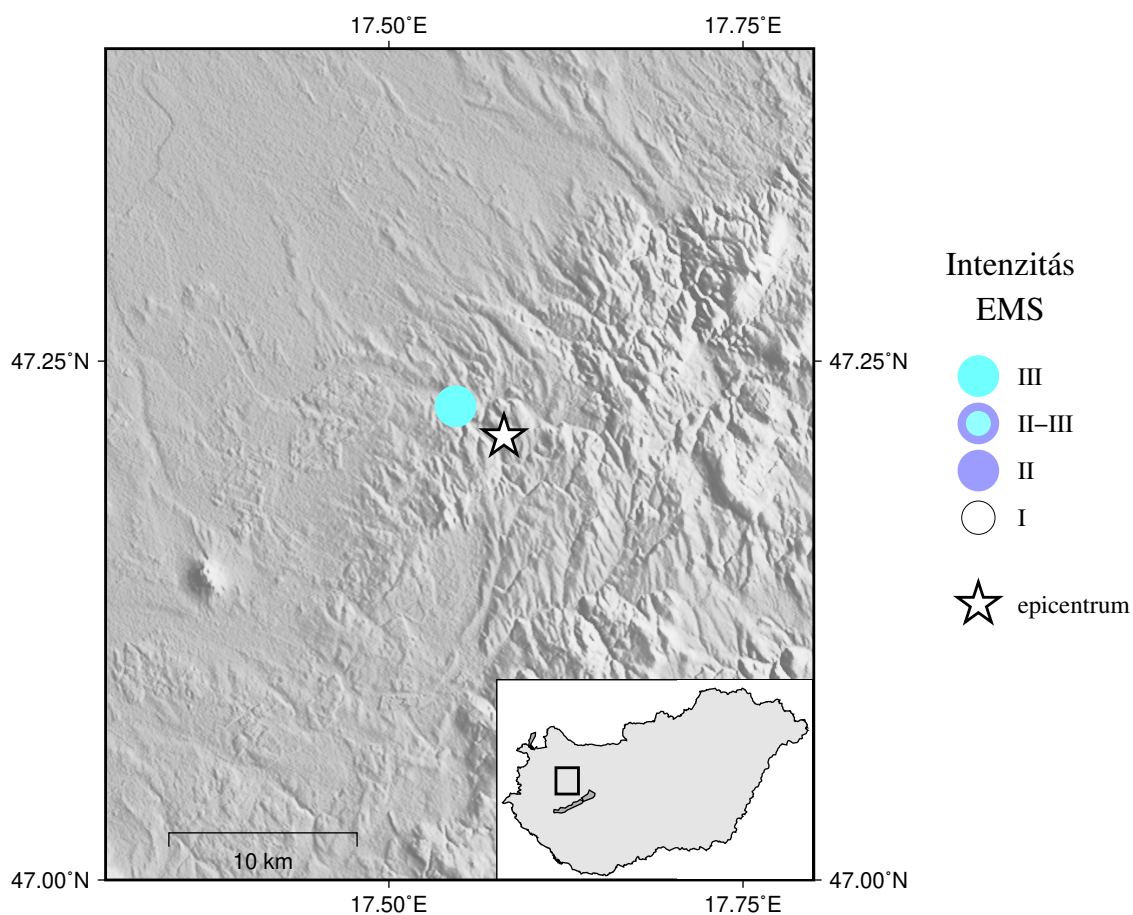 17.50°E 17.75°E
47.25°N 47.25°N
Intenzitás
EMS
III
II–III
II
I
epicentrum
10 km
47.00°N 47.00°N
17.50°E 17.75°E